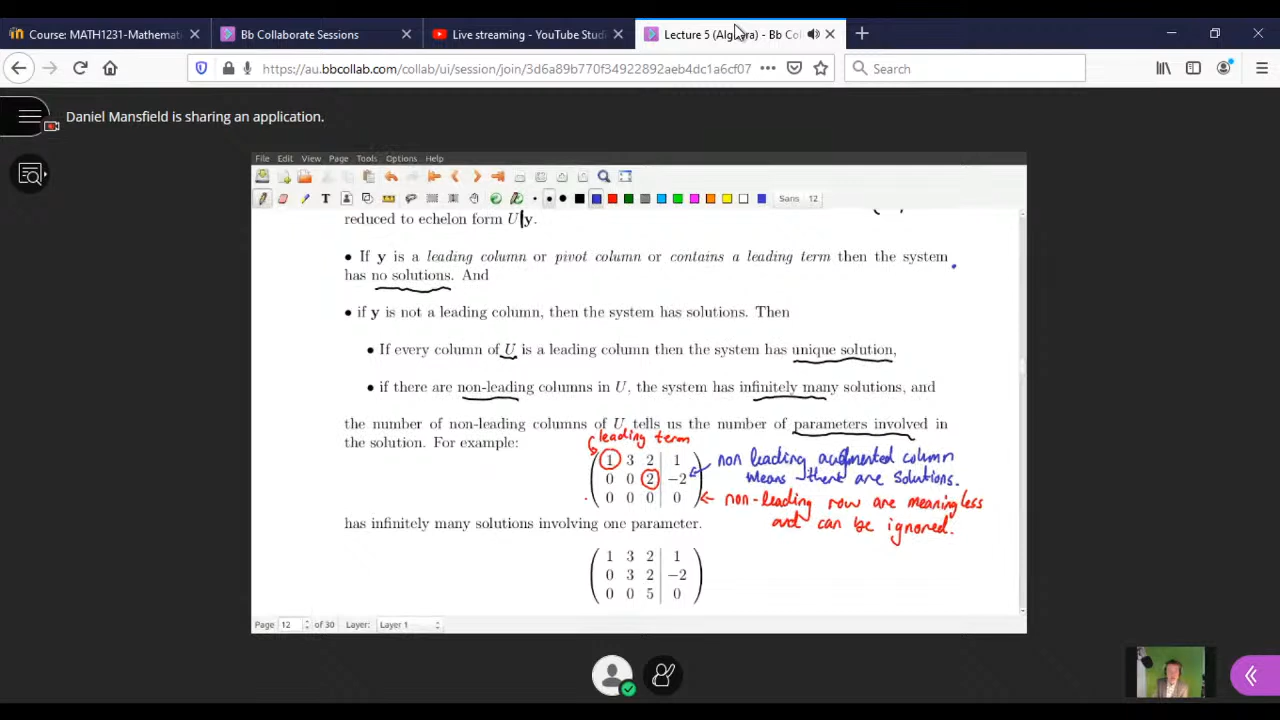 Course: MATH1231-Mathemat
Bb Collaborate Sessions
Live streaming - YouTube Stud
Lecture 5 (Algebra) - Bb Col
https://au.bbcollab.com/collab/ui/session/join/3d6a89b770f34922892aeb4dc1a6cf07
Search
Daniel Mansfield is sharing an application.
File Edit View Page Tools Options Help
T
Sans 12
reduced to echelon form U|y.
• If y is a leading column or pivot column or contains a leading term then the system
has no solutions. And
• if y is not a leading column, then the system has solutions. Then
• If every column of U is a leading column then the system has unique solution,
• if there are non-leading columns in U, the system has infinitely many solutions, and
the number of non-leading columns of U tells us the number of parameters involved in
the solution. For example:
leading term
1 3 2 | 1
0 0 2 | −2
0 0 0 | 0
non leading augmented column
means there are solutions.
non-leading row are meaningless
and can be ignored.
has infinitely many solutions involving one parameter.
1 3 2 | 1
0 3 2 | −2
0 0 5 | 0
Page 12 of 30 Layer: Layer 1